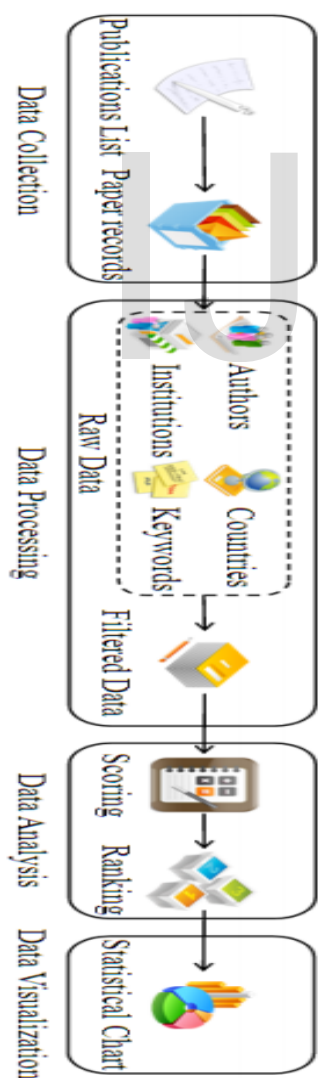 Publications List
Paper records
Data Collection
Authors
Countries
Institutions
Keywords
Raw Data
Filtered Data
Data Processing
Scoring
Ranking
Data Analysis
Statistical Chart
Data Visualization